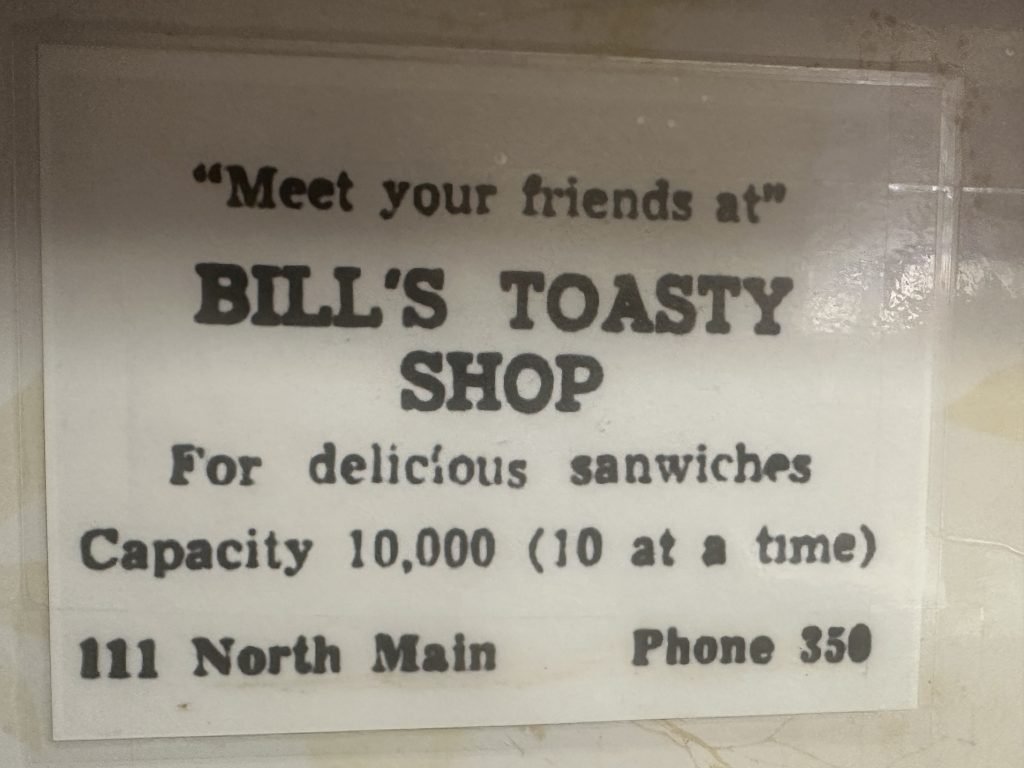 “Meet your friends at”
BILL'S TOASTY
SHOP
For delicious sanwiches
Capacity 10,000 (10 at a time)
111 North Main Phone 350